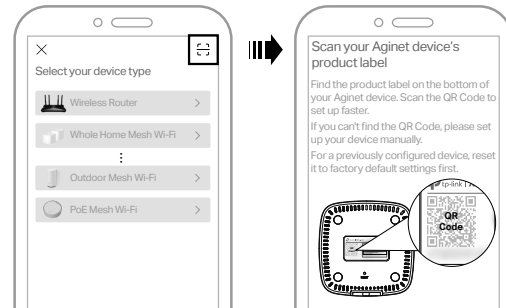 Select your device type
Wireless Router
Whole Home Mesh Wi-Fi
Outdoor Mesh Wi-Fi
PoE Mesh Wi-Fi
Scan your Aginet device's
product label
Find the product label on the bottom of
your Aginet device. Scan the QR Code to
set up faster.
If you can't find the QR Code, please set
up your device manually.
For a previously configured device, reset
it to factory default settings first.
tp-link |
QR
Code